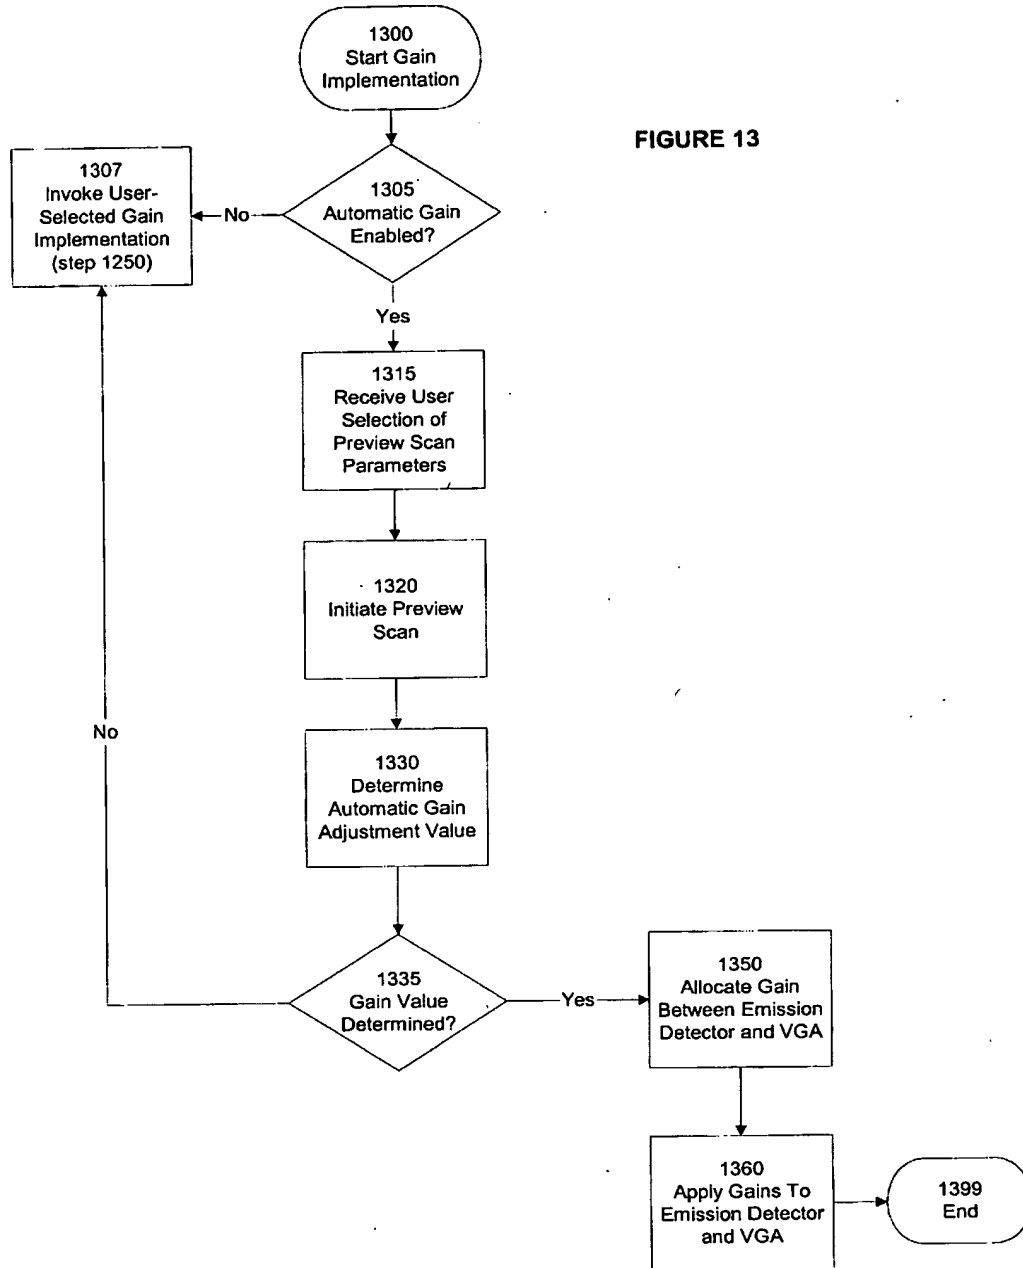 1300
Start Gain
Implementation
FIGURE 13
1307
Invoke User-
Selected Gain
Implementation
(step 1250)
No
1305
Automatic Gain
Enabled?
Yes
1315
Receive User
Selection of
Preview Scan
Parameters
1320
Initiate Preview
Scan
No
1330
Determine
Automatic Gain
Adjustment Value
1335
Gain Value
Determined?
Yes
1350
Allocate Gain
Between Emission
Detector and VGA
1360
Apply Gains To
Emission Detector
and VGA
1399
End